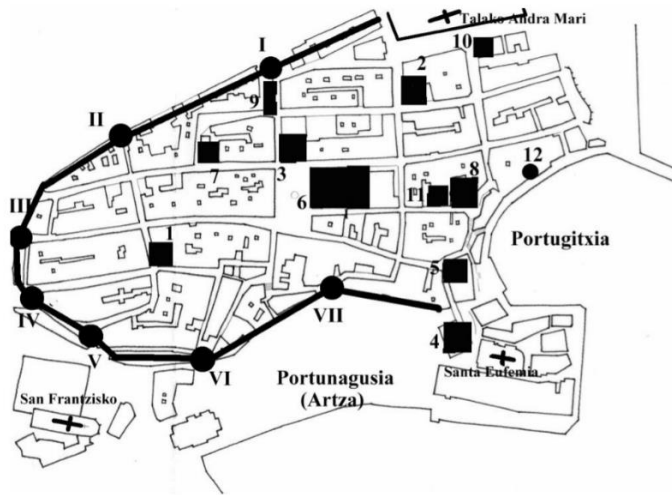 Talako Andra Mari
I
10
2
9
II
7
3
8
12
6
11
III
Portugitxia
1
5
IV
VII
V
4
VI
Portunagusia
(Artza)
Santa Eufemia
San Frantzisko